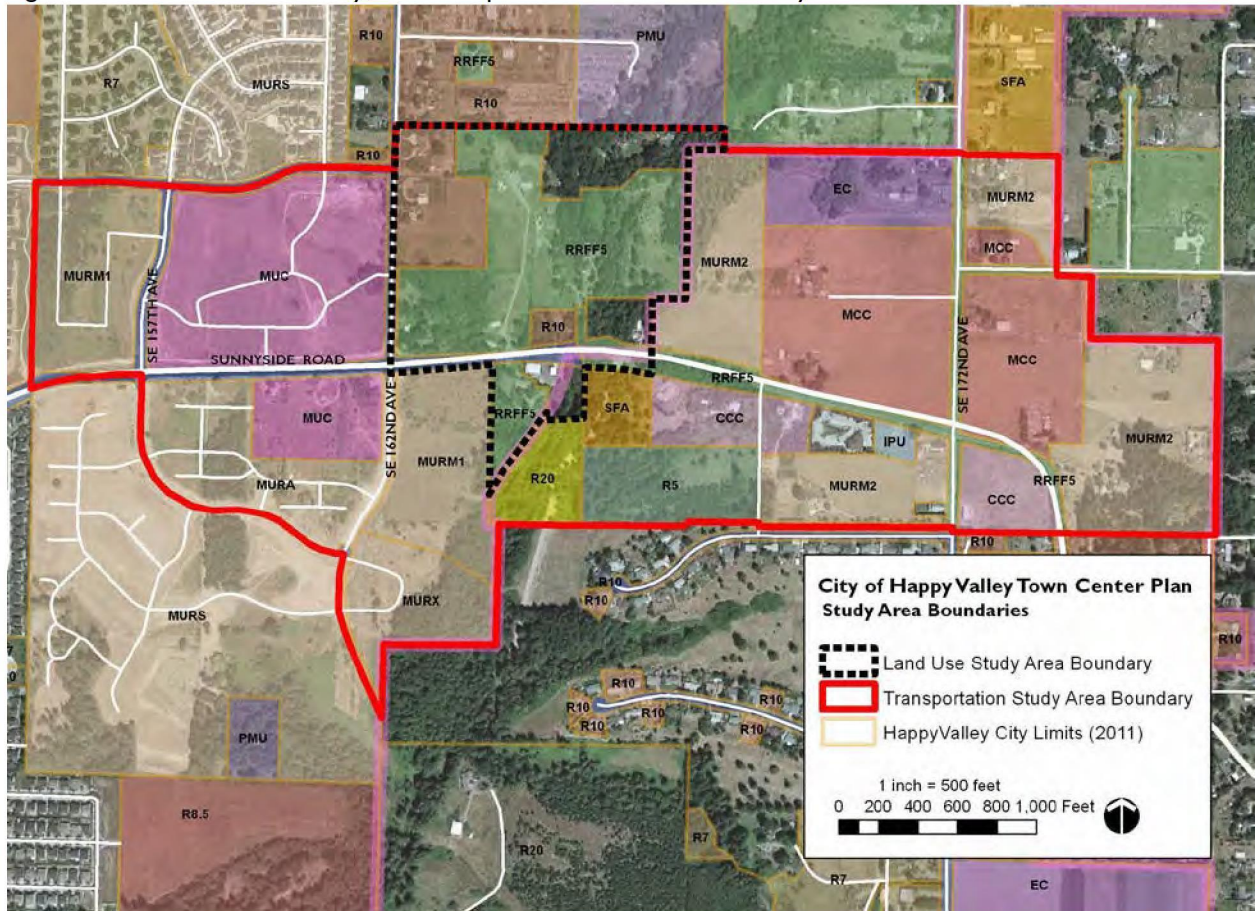 R10
PMU
RRFF5
R7
MURS
R10
SFA
R10
MURM2
EC
MURM1
MUC
RRFF5
MURM2
MCC
SE 157TH AVE
R10
MCC
MCC
SUNNYSIDE ROAD
RRFF5
SE 172ND AVE
MUC
RRFF5
SFA
CCC
MURM2
SE 162ND AVE
MURM1
IPU
MURA
R20
R5
MURM2
CCC
RRFF5
R10
MURX
MURS
R10
R10
City of Happy Valley Town Center Plan
Study Area Boundaries
Land Use Study Area Boundary
Transportation Study Area Boundary
HappyValley City Limits (2011)
1 inch = 500 feet
0 200 400 600 800 1,000 Feet
R10
R10
R10
R10
R10
R10
R10
PMU
R8.5
R7
R20
R7
EC